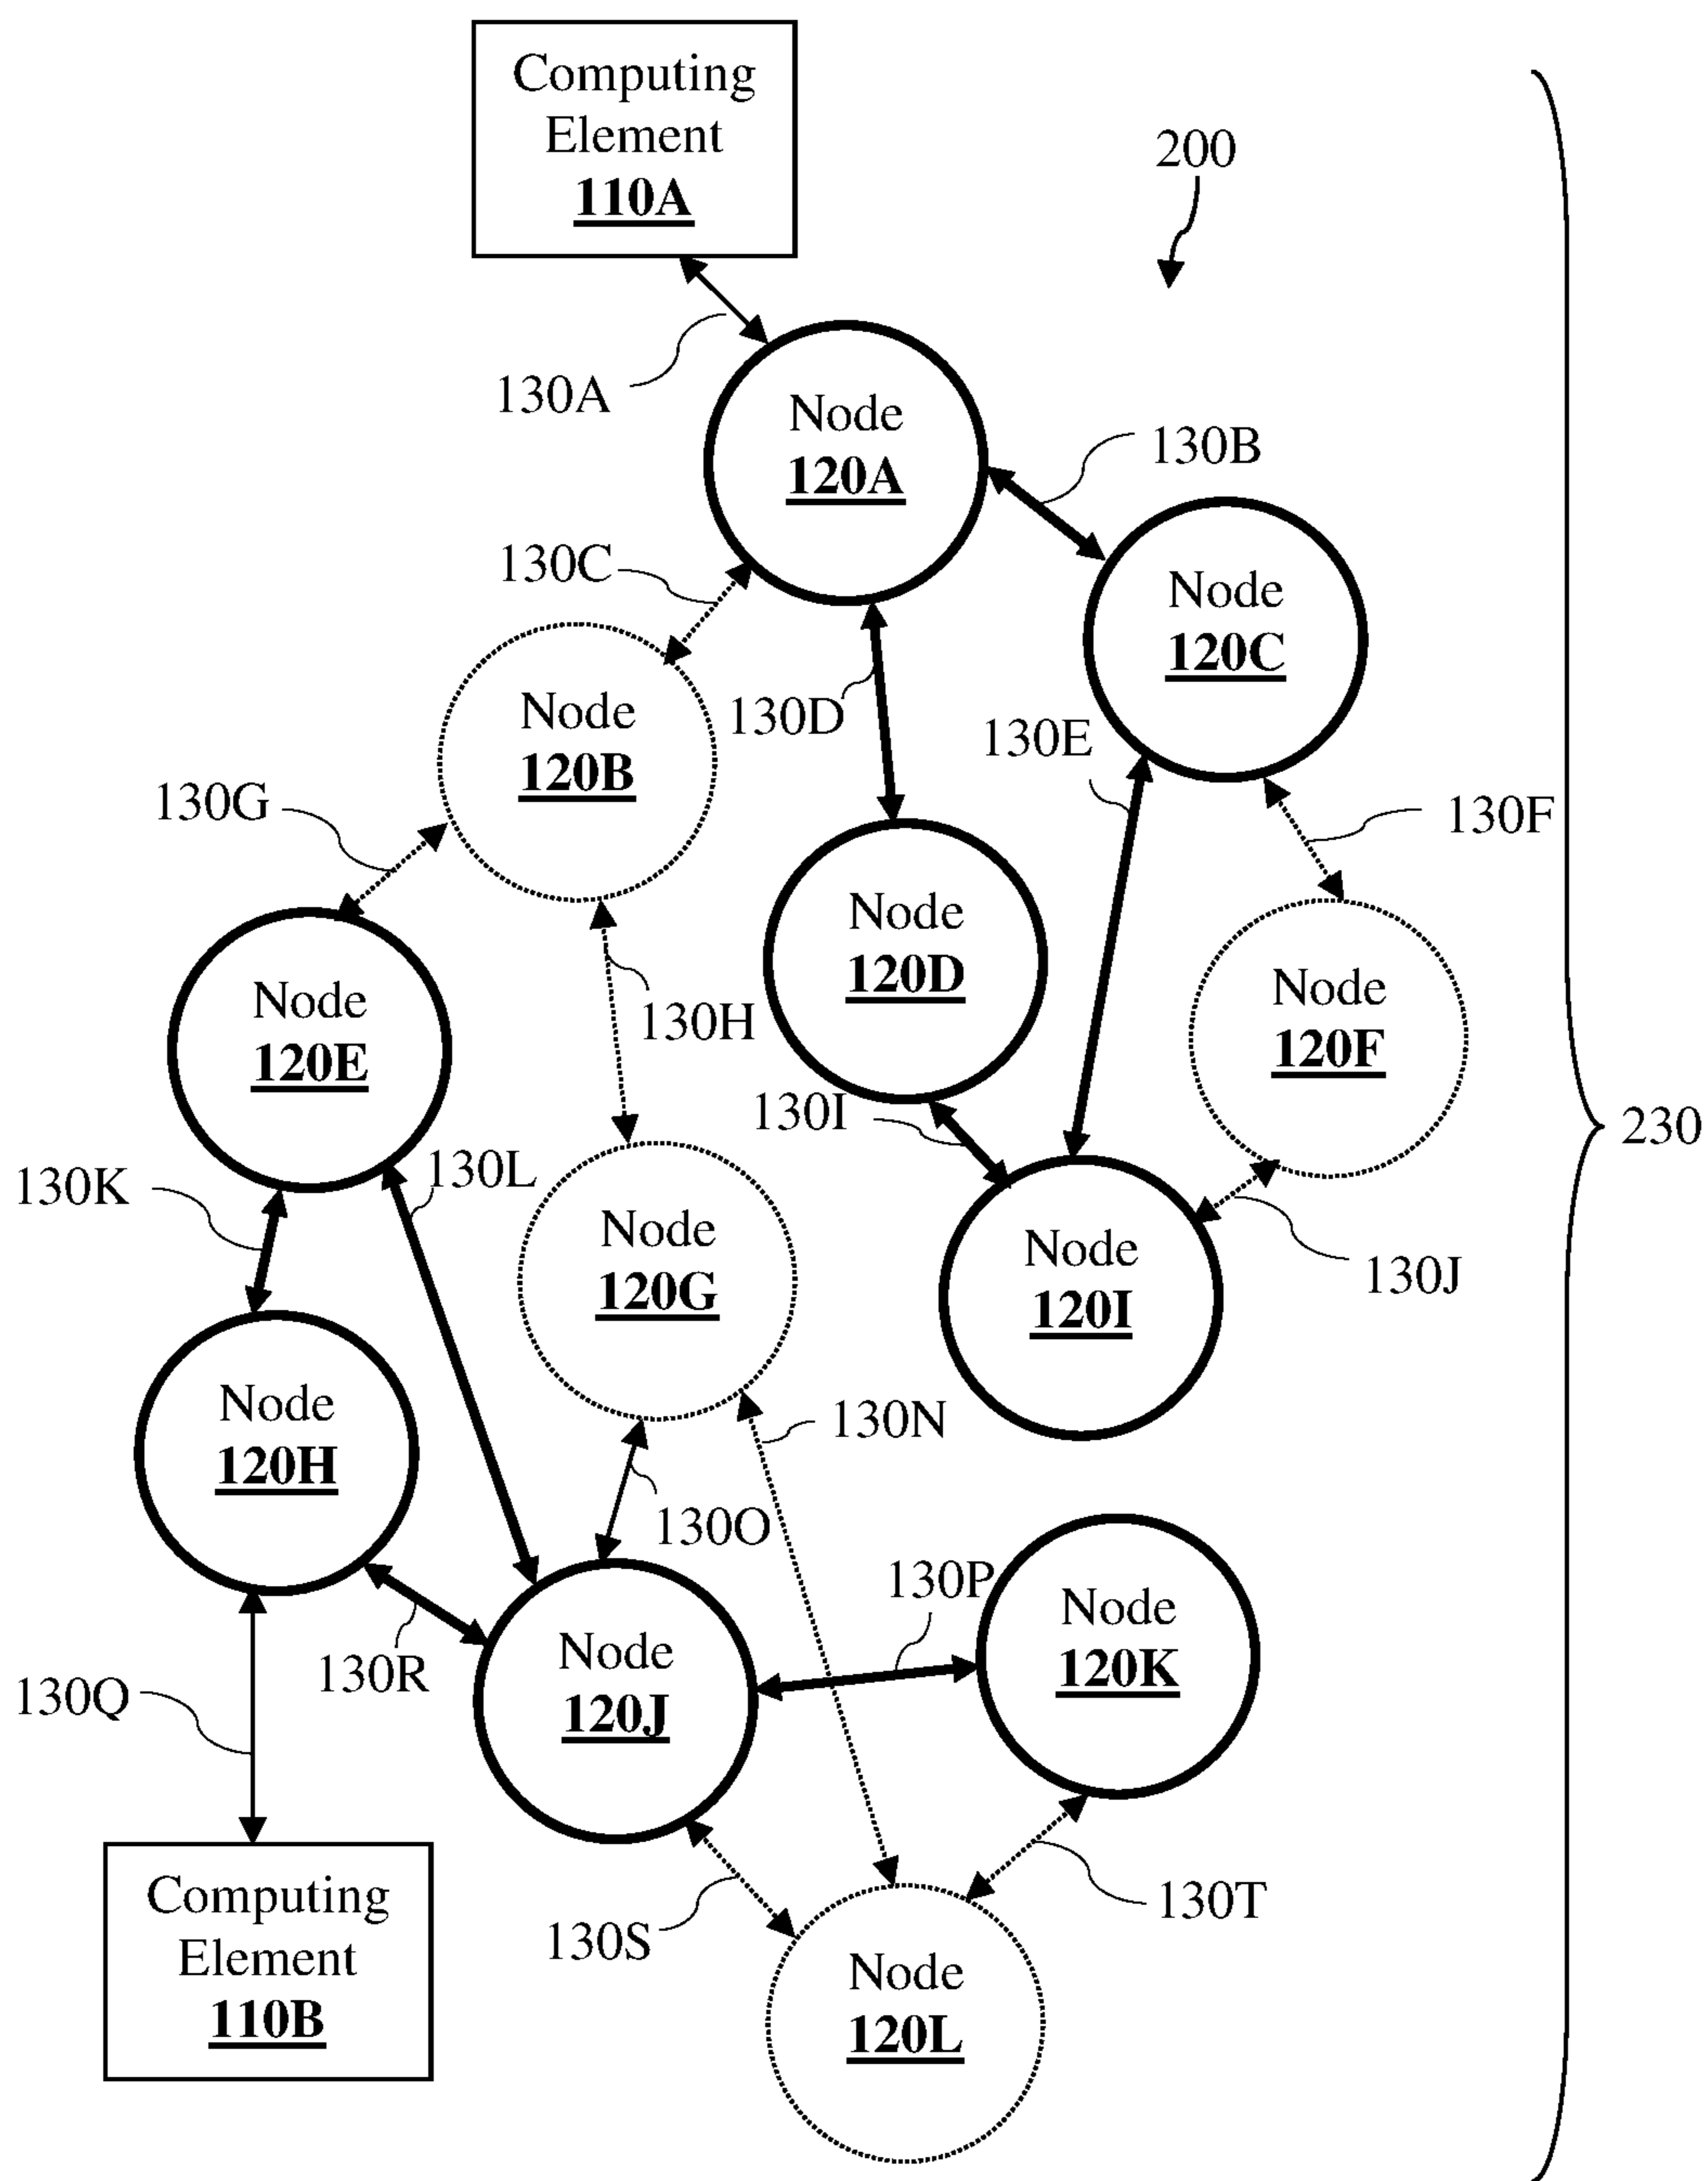 Computing
Element
110A
200
130A
Node
120A
130B
130C
Node
120C
Node
120B
130D
130E
130G
130F
Node
120D
Node
120E
130H
Node
120F
130I
230
130K
130L
Node
120G
Node
120I
130J
Node
120H
130N
130O
130P
Node
120K
130R
Node
120J
130Q
Computing
Element
110B
130S
130T
Node
120L